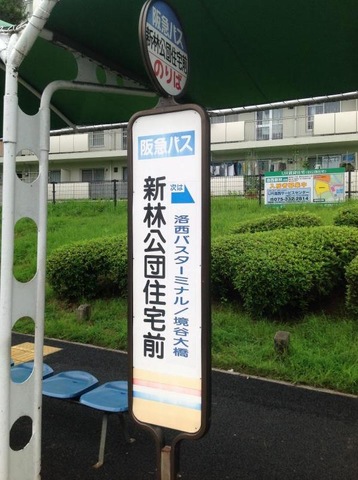 阪急バス
新林公団住宅前
のりば
阪急バス
次は
洛西バスターミナル/境谷大橋
新林公団住宅前